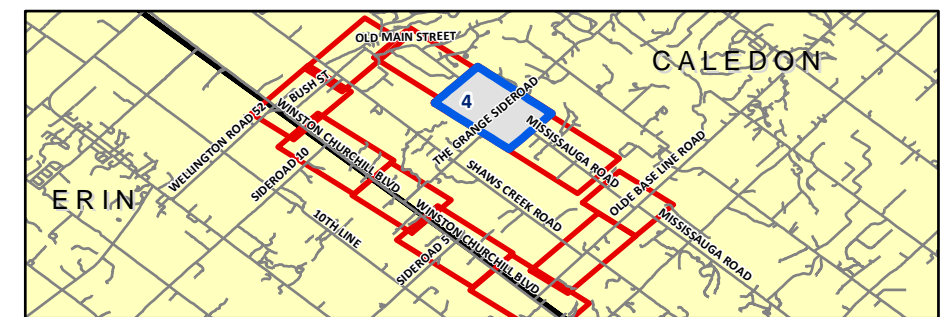 OLD MAIN STREET
CALEDON
BUSH ST
4
THE GRANGE SIDEROAD
WELLINGTON ROAD 52
WINSTON CHURCHILL BLVD
MISSISSAUGA ROAD
OLDE BASE LINE ROAD
SIDEROAD 10
SHAWS CREEK ROAD
ERIN
10TH LINE
WINSTON CHURCHILL BLVD
MISSISSAUGA ROAD
SIDEROAD 5